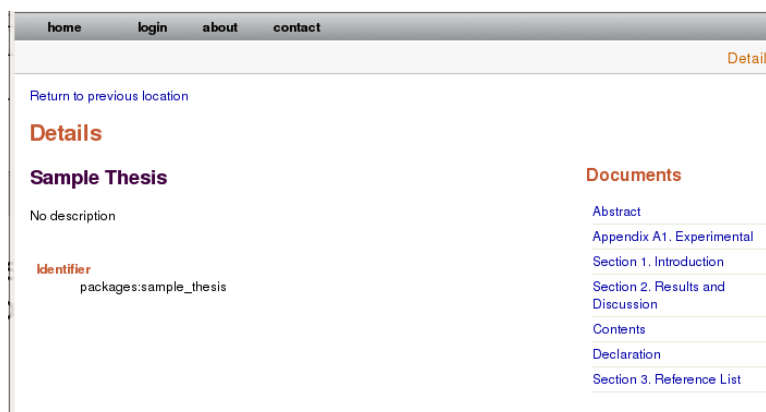 home login about contact
Detail
Return to previous location
Details
Sample Thesis
No description
Identifier
packages:sample_thesis
Documents
Abstract
Appendix A1. Experimental
Section 1. Introduction
Section 2. Results and
Discussion
Contents
Declaration
Section 3. Reference List